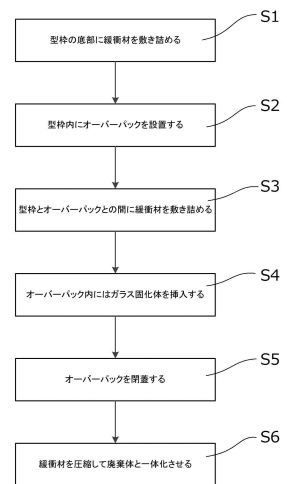 S1
型枠の底部に緩衝材を敷き詰める
S2
型枠内にオーバーパックを設置する
S3
型枠とオーバーパックとの間に緩衝材を敷き詰める
S4
オーバーパック内にはガラス固化体を挿入する
S5
オーバーパックを閉蓋する
S6
緩衝材を圧縮して廃棄体と一体化させる